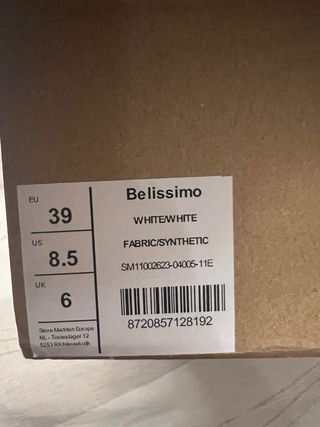 EU
39
US
8.5
UK
6
Steve Madden Europe
NL - Touwslager 12
5253 RK Nieuwkuijk
Belissimo
WHITE/WHITE
FABRIC/SYNTHETIC
SM11002623-04005-11E
8720857128192